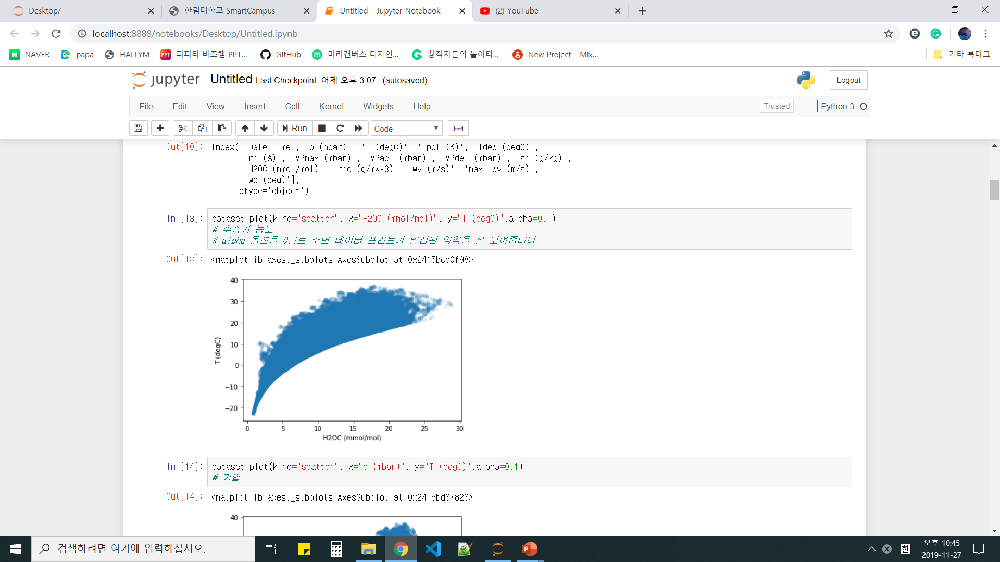 Desktop/
한림대학교 SmartCampus
Untitled - Jupyter Notebook
(2) YouTube
localhost:8888/notebooks/Desktop/Untitled.ipynb
NAVER
papa
HALLYM
PPT
피피티 비즈캠 PPT...
GitHub
미리캔버스 디자인...
창작자들의 놀이터...
New Project - Mix...
기타 북마크
jupyter
Untitled Last Checkpoint: 어제 오후 3:07 (autosaved)
Logout
File Edit View Insert Cell Kernel Widgets Help
Trusted
Python 3
Run
Code
Out[10]: Index(['Date Time', 'p (mbar)', 'T (degC)', 'Tpot (K)', 'Tdew (degC)',
'rh (%)', 'VPmax (mbar)', 'VPact (mbar)', 'VPdef (mbar)', 'sh (g/kg)',
'H2OC (mmol/mol)', 'rho (g/m**3)', 'wv (m/s)', 'max. wv (m/s)',
'wd (deg)'],
dtype='object')
In [13]: dataset.plot(kind="scatter", x="H2OC (mmol/mol)", y="T (degC)",alpha=0.1)
# 수증기 농도
# alpha 옵션을 0.1로 주면 데이터 포인트가 밀집된 영역을 잘 보여줍니다
Out[13]: <matplotlib.axes._subplots.AxesSubplot at 0x2415bce0f98>
40
30
20
10
0
−10
−20
T (degC)
0 5 10 15 20 25 30
H2OC (mmol/mol)
In [14]: dataset.plot(kind="scatter", x="p (mbar)", y="T (degC)",alpha=0.1)
# 기압
Out[14]: <matplotlib.axes._subplots.AxesSubplot at 0x2415bd67828>
40
검색하려면 여기에 입력하십시오.
한
오후 10:45
2019-11-27